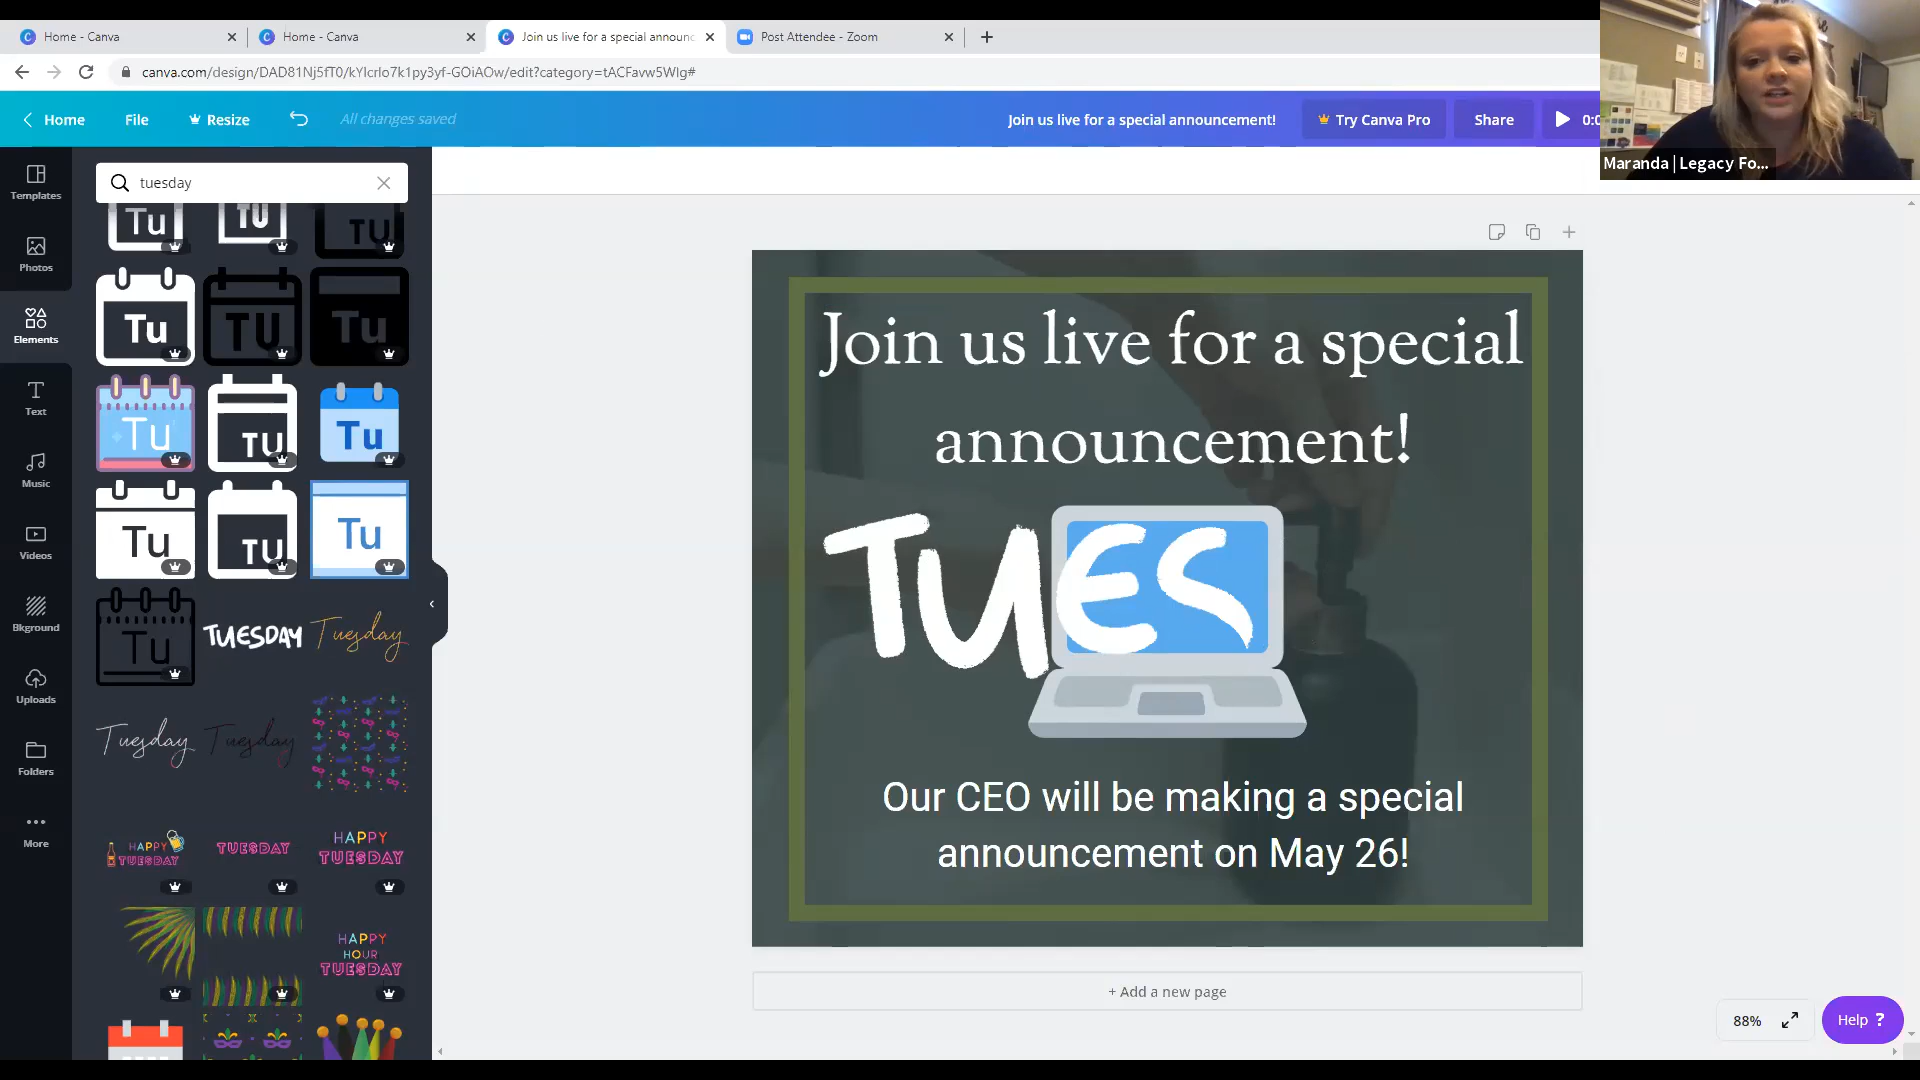 Home - Canva
Home - Canva
Join us live for a special announc
Post Attendee - Zoom
canva.com/design/DAD81Nj5fT0/kYlcrIo7k1py3yf-GOiAOw/edit?category=tACFavw5WIg#
Home
File
Resize
All changes saved
Join us live for a special announcement!
Try Canva Pro
Share
0:0
Maranda | Legacy Fo...
Templates
Photos
Elements
Text
Music
Videos
Bkground
Uploads
Folders
More
tuesday
Tu
TU
TU
Tu
TU
Tu
Tu
TU
Tu
Tu
TU
Tu
Tu
TUESDAY
Tuesday
Tuesday
Tuesday
HAPPY
TUESDAY
TUESDAY
HAPPY
TUESDAY
HAPPY
HOUR
TUESDAY
Join us live for a special
announcement!
TUES
Our CEO will be making a special
announcement on May 26!
+ Add a new page
88%
Help ?